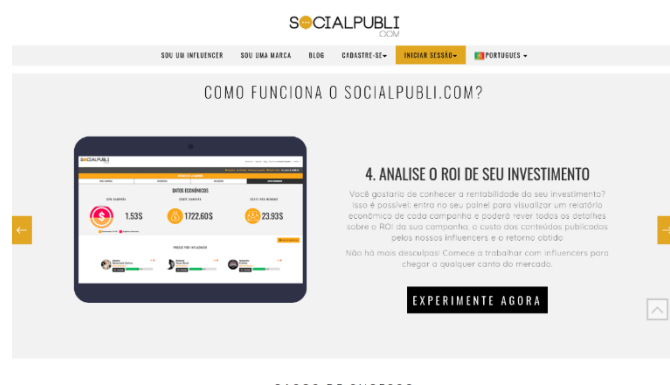 SOCIALPUBLI
.COM
SOU UM INFLUENCER SOU UMA MARCA BLOG CADASTRE-SE INICIAR SESSÃO PORTUGUES
COMO FUNCIONA O SOCIALPUBLI.COM?
SOCIALPUBLI
DATOS ECONÓMICOS
1.53$ 1722.60$ 23.93$
4. ANALISE O ROI DE SEU INVESTIMENTO
Você gostaria de conhecer a rentabilidade do seu investimento?
Isso é possível: entra no seu painel para visualizar um relatório
econômico de cada campanha e poderá rever todos os detalhes
sobre o ROI da sua campanha, o custo dos conteúdos publicados
pelos nossos influencers e o retorno obtido
Não há mais desculpas! Comece a trabalhar com influencers para
chegar a qualquer canto do mercado.
EXPERIMENTE AGORA